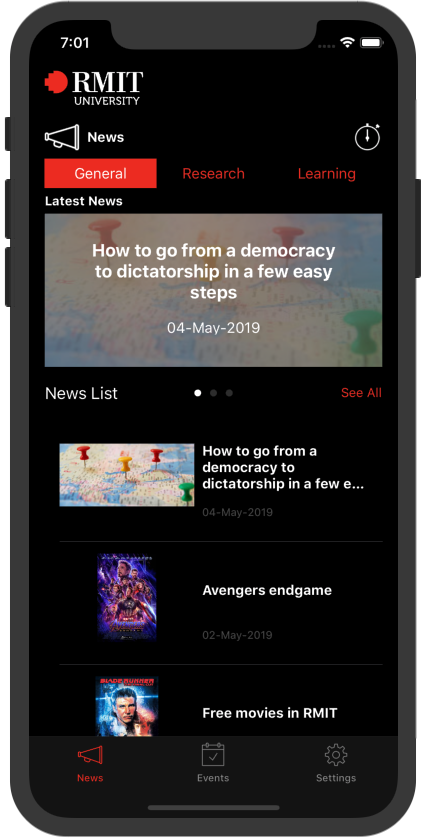 7:01
RMIT
UNIVERSITY
News
General Research Learning
Latest News
How to go from a democracy
to dictatorship in a few easy
steps
04-May-2019
News List
See All
How to go from a
democracy to
dictatorship in a few e...
04-May-2019
Avengers endgame
02-May-2019
BLADE RUNNER
Free movies in RMIT
News Events Settings